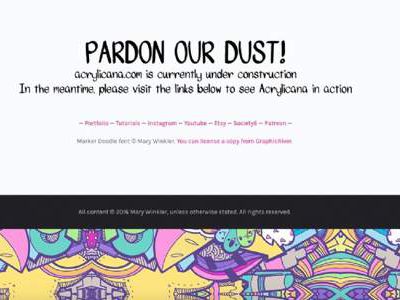 PARDON OUR DUST!
acrylicana.com is currently under construction
In the meantime, please visit the links below to see Acrylicana in action
— Portfolio — Tutorials — Instagram — Youtube — Etsy — Society6 — Patreon —
Marker Doodle font © Mary Winkler. You can license a copy from GraphicRiver.
All content © 2016 Mary Winkler, unless otherwise stated. All rights reserved.